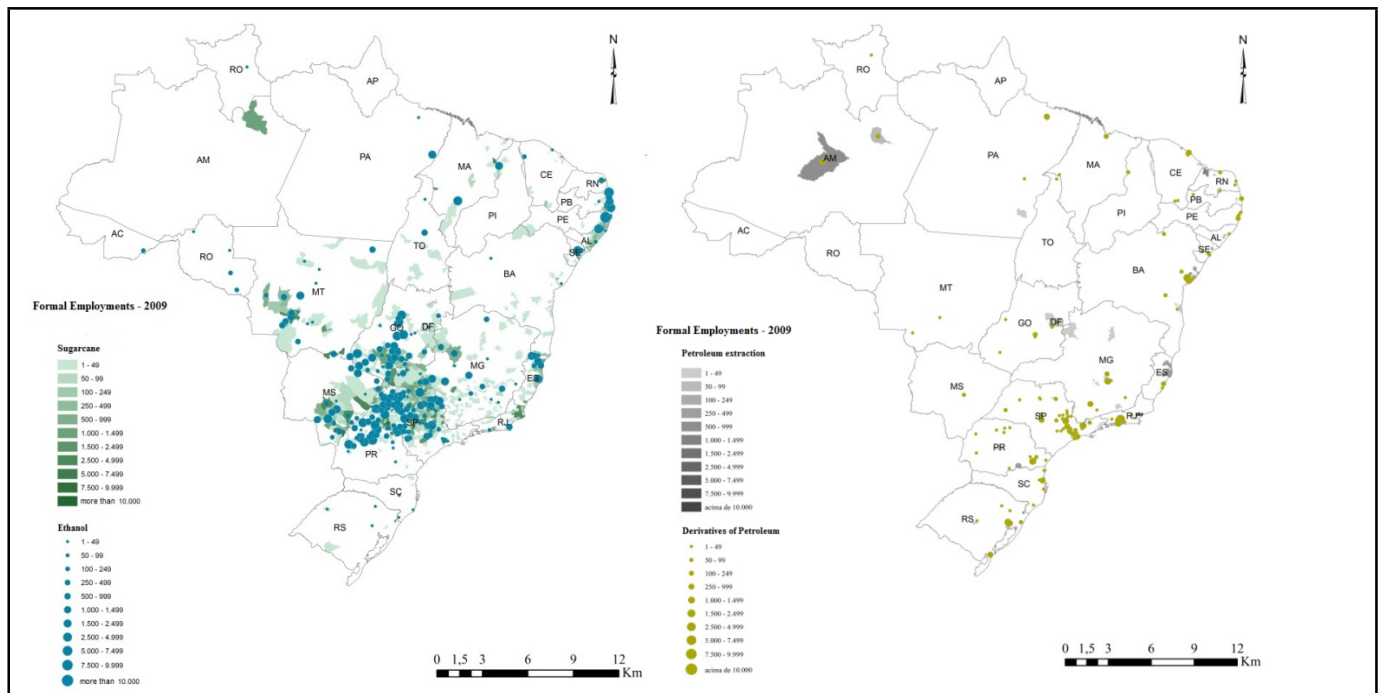 N
RO
AP
AM
PA
MA
CE
RN
PB
PE
PI
AL
SE
AC
RO
TO
BA
MT
GO
DF
MG
ES
MS
SP
RJ
PR
SC
RS
Formal Employments - 2009
Sugarcane
1 - 49
50 - 99
100 - 249
250 - 499
500 - 999
1.000 - 1.499
1.500 - 2.499
2.500 - 4.999
5.000 - 7.499
7.500 - 9.999
more than 10.000
Ethanol
1 - 49
50 - 99
100 - 249
250 - 499
500 - 999
1.000 - 1.499
1.500 - 2.499
2.500 - 4.999
5.000 - 7.499
7.500 - 9.999
more than 10.000
0 1,5 3 6 9 12
Km
N
RO
AP
AM
PA
MA
CE
RN
PB
PE
PI
AL
SE
AC
RO
TO
BA
MT
GO
DF
MG
ES
MS
SP
RJ
PR
SC
RS
Formal Employments - 2009
Petroleum extraction
1 - 49
50 - 99
100 - 249
250 - 499
500 - 999
1.000 - 1.499
1.500 - 2.499
2.500 - 4.999
5.000 - 7.499
7.500 - 9.999
acima de 10.000
Derivatives of Petroleum
1 - 49
50 - 99
100 - 249
250 - 999
1.000 - 1.499
1.500 - 2.499
2.500 - 4.999
5.000 - 7.499
7.500 - 9.999
acima de 10.000
0 1,5 3 6 9 12
Km